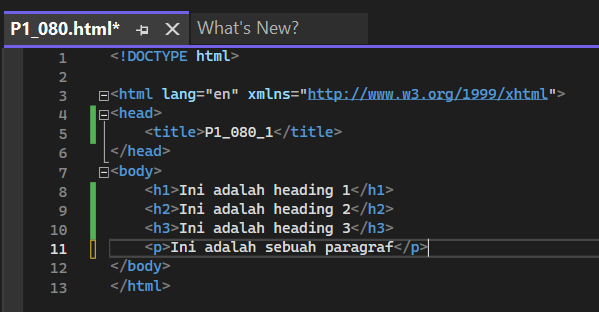 P1_080.html* What's New?
1 <!DOCTYPE html>
2
3 <html lang="en" xmlns="http://www.w3.org/1999/xhtml">
4 <head>
5 <title>P1_080_1</title>
6 </head>
7 <body>
8 <h1>Ini adalah heading 1</h1>
9 <h2>Ini adalah heading 2</h2>
10 <h3>Ini adalah heading 3</h3>
11 <p>Ini adalah sebuah paragraf</p>
12 </body>
13 </html>